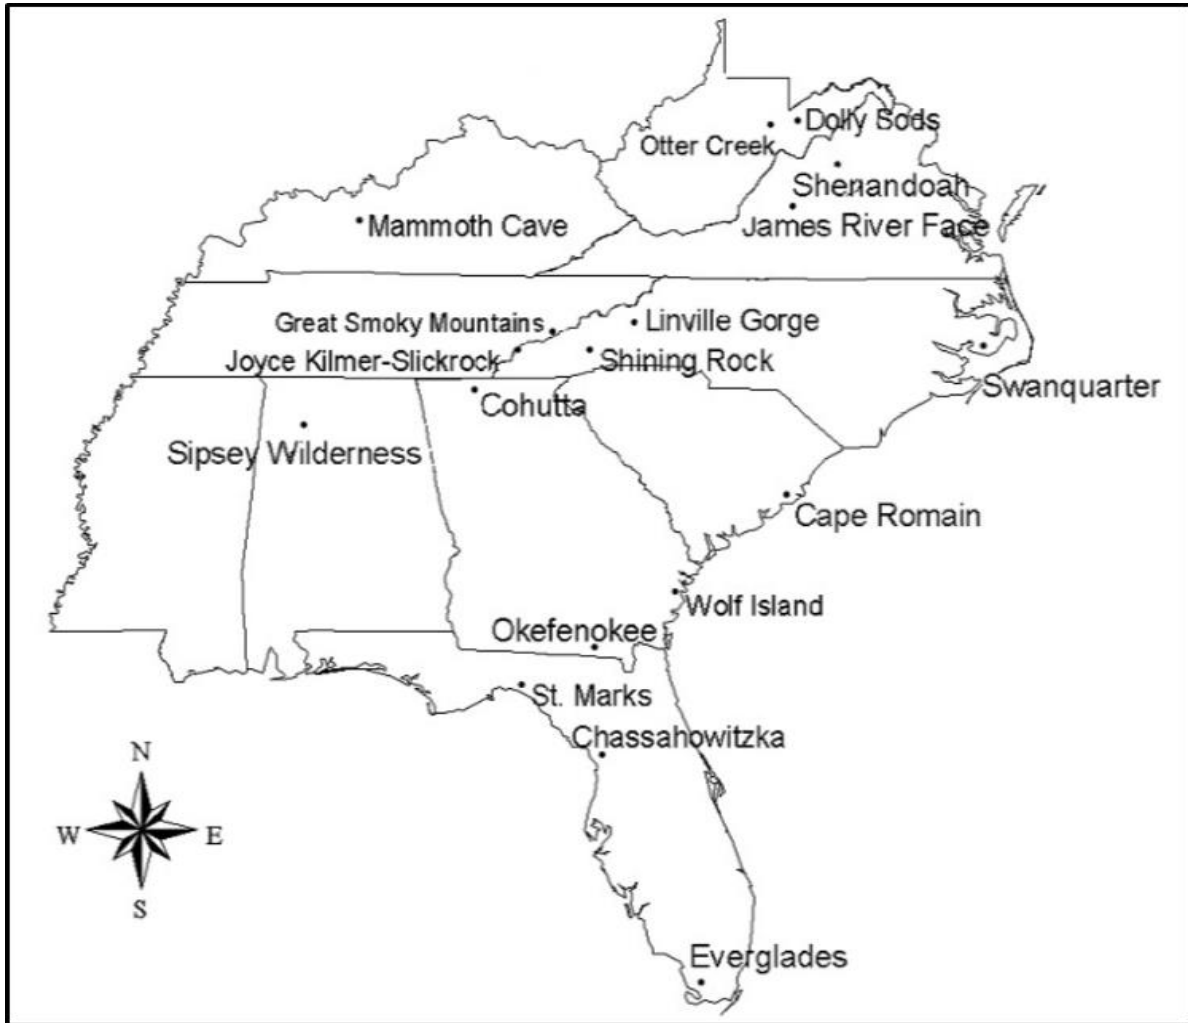 Dolly Sods
Otter Creek
Shenandoah
James River Face
Mammoth Cave
Great Smoky Mountains
Linville Gorge
Joyce Kilmer-Slickrock
Shining Rock
Swanquarter
Cohutta
Sipsey Wilderness
Cape Romain
Wolf Island
Okefenokee
St. Marks
Chassahowitzka
N
W
E
S
Everglades